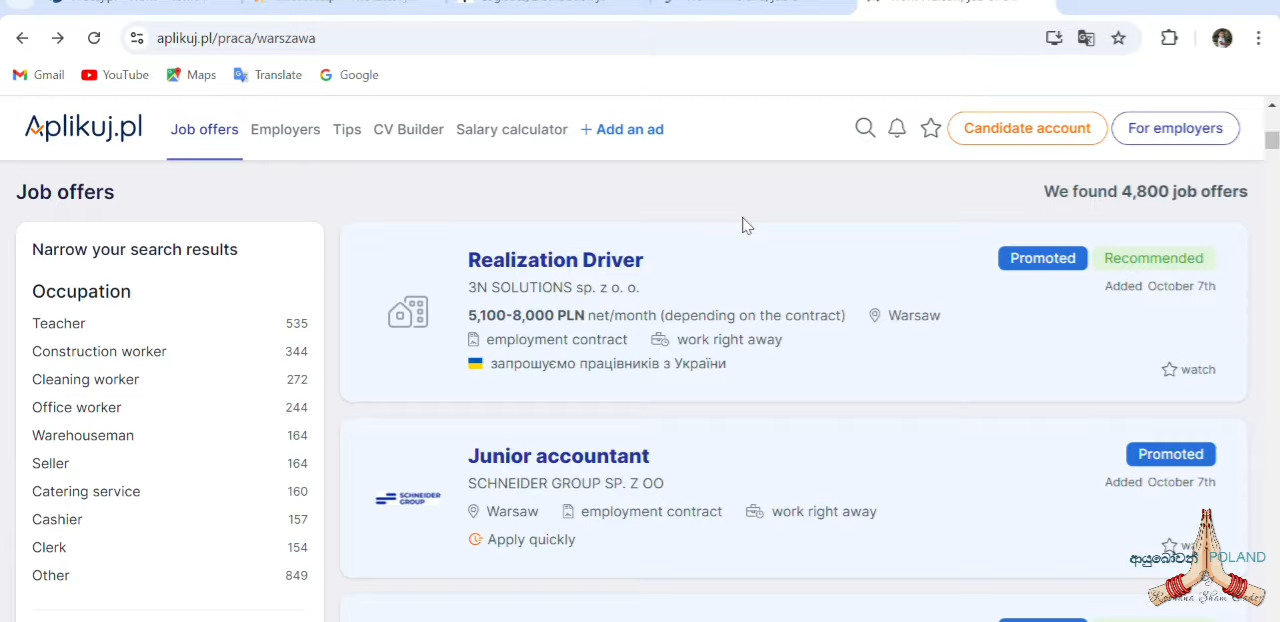 aplikuj.pl/praca/warszawa
Gmail YouTube Maps Translate Google
Aplikuj.pl Job offers Employers Tips CV Builder Salary calculator + Add an ad Candidate account For employers
Job offers
We found 4,800 job offers
Narrow your search results
Occupation
Teacher 535
Construction worker 344
Cleaning worker 272
Office worker 244
Warehouseman 164
Seller 164
Catering service 160
Cashier 157
Clerk 154
Other 849
Realization Driver
Promoted Recommended
3N SOLUTIONS sp. z o. o.
Added October 7th
5,100-8,000 PLN net/month (depending on the contract) Warsaw
employment contract work right away
запрошуємо працівників з України
watch
Junior accountant
Promoted
SCHNEIDER GROUP
SCHNEIDER GROUP SP. Z OO
Added October 7th
Warsaw employment contract work right away
Apply quickly
ආයුබෝවන් POLAND